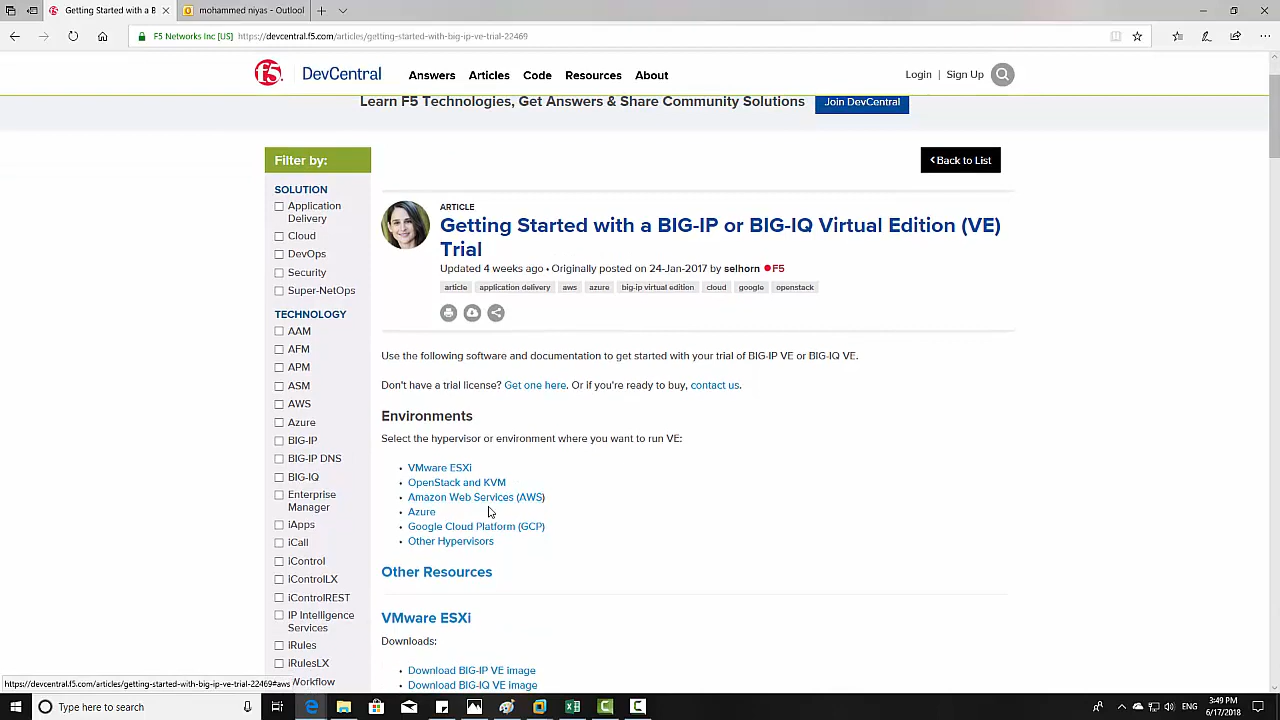 Getting Started with a B
mohammed niyas - Outlool
F5 Networks Inc [US]
https://devcentral.f5.com/articles/getting-started-with-big-ip-ve-trial-22469
f5
DevCentral
Answers
Articles
Code
Resources
About
Login | Sign Up
Learn F5 Technologies, Get Answers & Share Community Solutions
Join DevCentral
Filter by:
SOLUTION
Application
Delivery
Cloud
DevOps
Security
Super-NetOps
TECHNOLOGY
AAM
AFM
APM
ASM
AWS
Azure
BIG-IP
BIG-IP DNS
BIG-IQ
Enterprise
Manager
iApps
iCall
iControl
iControlLX
iControlREST
IP Intelligence
Services
iRules
iRulesLX
Workflow
Back to List
ARTICLE
Getting Started with a BIG-IP or BIG-IQ Virtual Edition (VE)
Trial
Updated 4 weeks ago • Originally posted on 24-Jan-2017 by selhorn F5
article
application delivery
aws
azure
big-ip virtual edition
cloud
google
openstack
Use the following software and documentation to get started with your trial of BIG-IP VE or BIG-IQ VE.
Don't have a trial license? Get one here. Or if you're ready to buy, contact us.
Environments
Select the hypervisor or environment where you want to run VE:
• VMware ESXi
• OpenStack and KVM
• Amazon Web Services (AWS)
• Azure
• Google Cloud Platform (GCP)
• Other Hypervisors
Other Resources
VMware ESXi
Downloads:
• Download BIG-IP VE image
• Download BIG-IQ VE image
https://devcentral.f5.com/articles/getting-started-with-big-ip-ve-trial-22469#aws
Type here to search
3:49 PM
6/17/2018